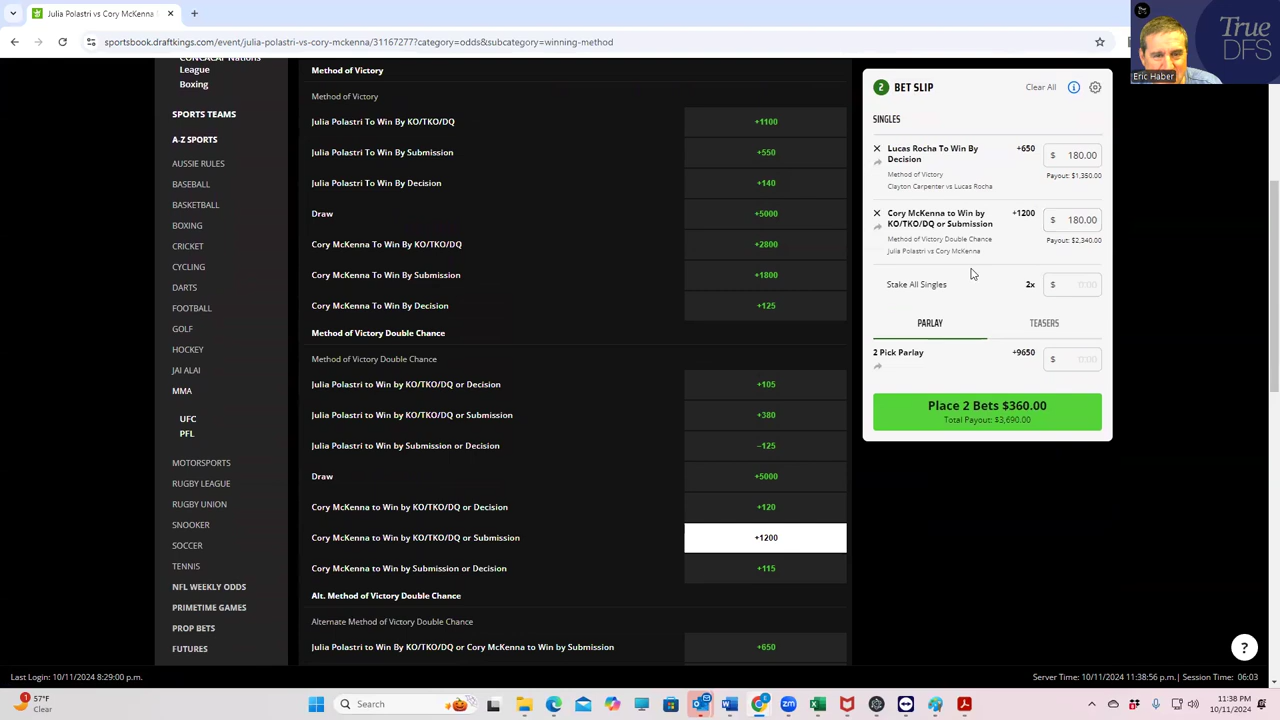 Julia Polastri vs Cory McKenna
sportsbook.draftkings.com/event/julia-polastri-vs-cory-mckenna/31167277?category=odds&subcategory=winning-method
True
DFS
Eric Haber
CONCACAF Nations
League
Boxing
SPORTS TEAMS
A-Z SPORTS
AUSSIE RULES
BASEBALL
BASKETBALL
BOXING
CRICKET
CYCLING
DARTS
FOOTBALL
GOLF
HOCKEY
JAI ALAI
MMA
UFC
PFL
MOTORSPORTS
RUGBY LEAGUE
RUGBY UNION
SNOOKER
SOCCER
TENNIS
NFL WEEKLY ODDS
PRIMETIME GAMES
PROP BETS
FUTURES
Method of Victory
Method of Victory
Julia Polastri To Win By KO/TKO/DQ +1100
Julia Polastri To Win By Submission +550
Julia Polastri To Win By Decision +140
Draw +5000
Cory McKenna To Win By KO/TKO/DQ +2800
Cory McKenna To Win By Submission +1800
Cory McKenna To Win By Decision +125
Method of Victory Double Chance
Method of Victory Double Chance
Julia Polastri to Win by KO/TKO/DQ or Decision +105
Julia Polastri to Win by KO/TKO/DQ or Submission +380
Julia Polastri to Win by Submission or Decision −125
Draw +5000
Cory McKenna to Win by KO/TKO/DQ or Decision +120
Cory McKenna to Win by KO/TKO/DQ or Submission +1200
Cory McKenna to Win by Submission or Decision +115
Alt. Method of Victory Double Chance
Alternate Method of Victory Double Chance
Julia Polastri to Win By KO/TKO/DQ or Cory McKenna to Win by Submission +650
2 BET SLIP Clear All
SINGLES
Lucas Rocha To Win By +650 $ 180.00
Decision
Method of Victory Payout: $1,350.00
Clayton Carpenter vs Lucas Rocha
Cory McKenna to Win by +1200 $ 180.00
KO/TKO/DQ or Submission
Method of Victory Double Chance Payout: $2,340.00
Julia Polastri vs Cory McKenna
Stake All Singles 2x $ 0.00
PARLAY TEASERS
2 Pick Parlay +9650 $ 0.00
Place 2 Bets $360.00
Total Payout: $3,690.00
?
Last Login: 10/11/2024 8:29:00 p.m. Server Time: 10/11/2024 11:38:56 p.m. | Session Time: 06:03
1
57°F
Clear
Search
zm
11:38 PM
10/11/2024